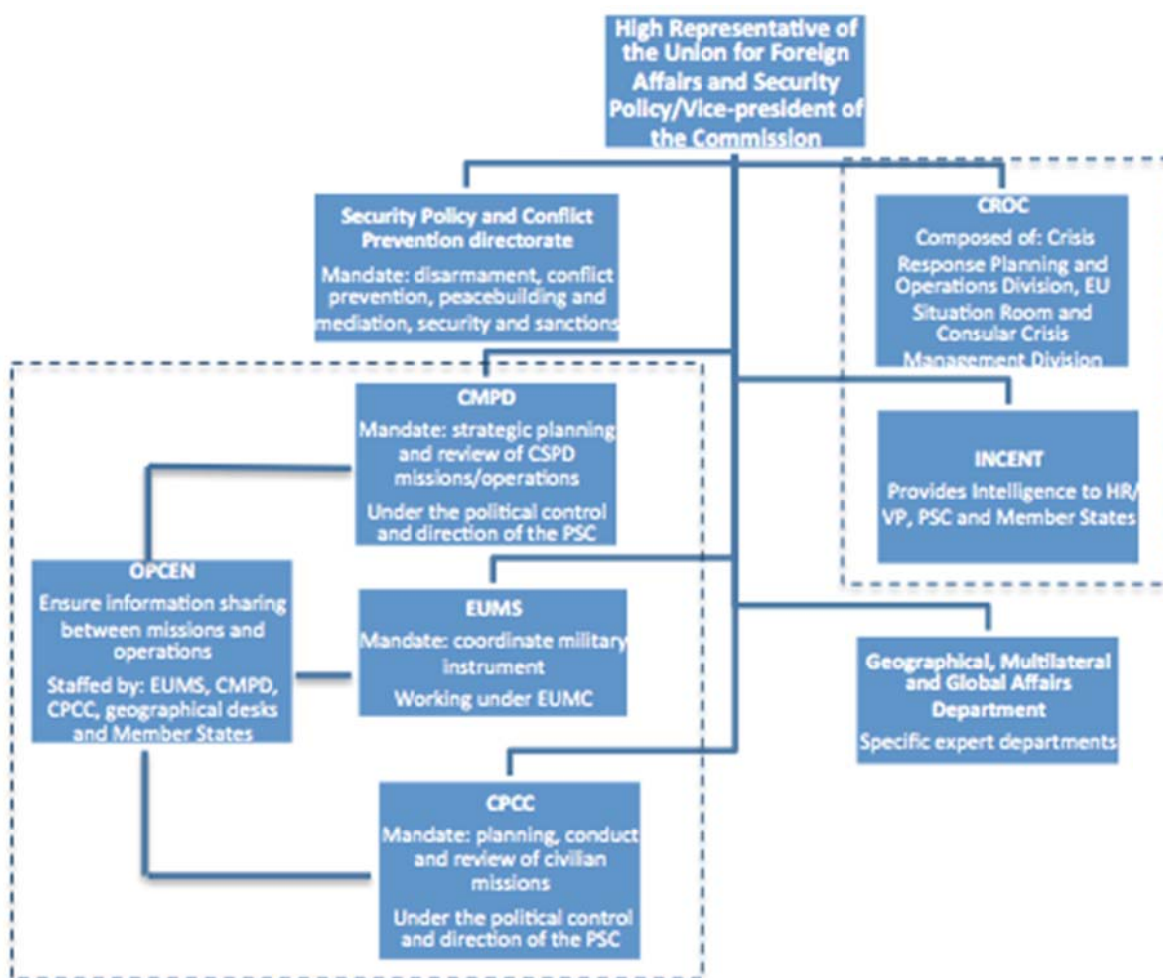 High Representative of
the Union for Foreign
Affairs and Security
Policy/Vice-president of
the Commission
Security Policy and Conflict
Prevention directorate
Mandate: disarmament, conflict
prevention, peacebuilding and
mediation, security and sanctions
CROC
Composed of: Crisis
Response Planning and
Operations Division, EU
Situation Room and
Consular Crisis
Management Division
CMPD
Mandate: strategic planning
and review of CSPD
missions/operations
Under the political control
and direction of the PSC
INCENT
Provides Intelligence to HR/
VP, PSC and Member States
OPCEN
Ensure information sharing
between missions and
operations
Staffed by: EUMS, CMPD,
CPCC, geographical desks
and Member States
EUMS
Mandate: coordinate military
instrument
Working under EUMC
Geographical, Multilateral
and Global Affairs
Department
Specific expert departments
CPCC
Mandate: planning, conduct
and review of civilian
missions
Under the political control
and direction of the PSC